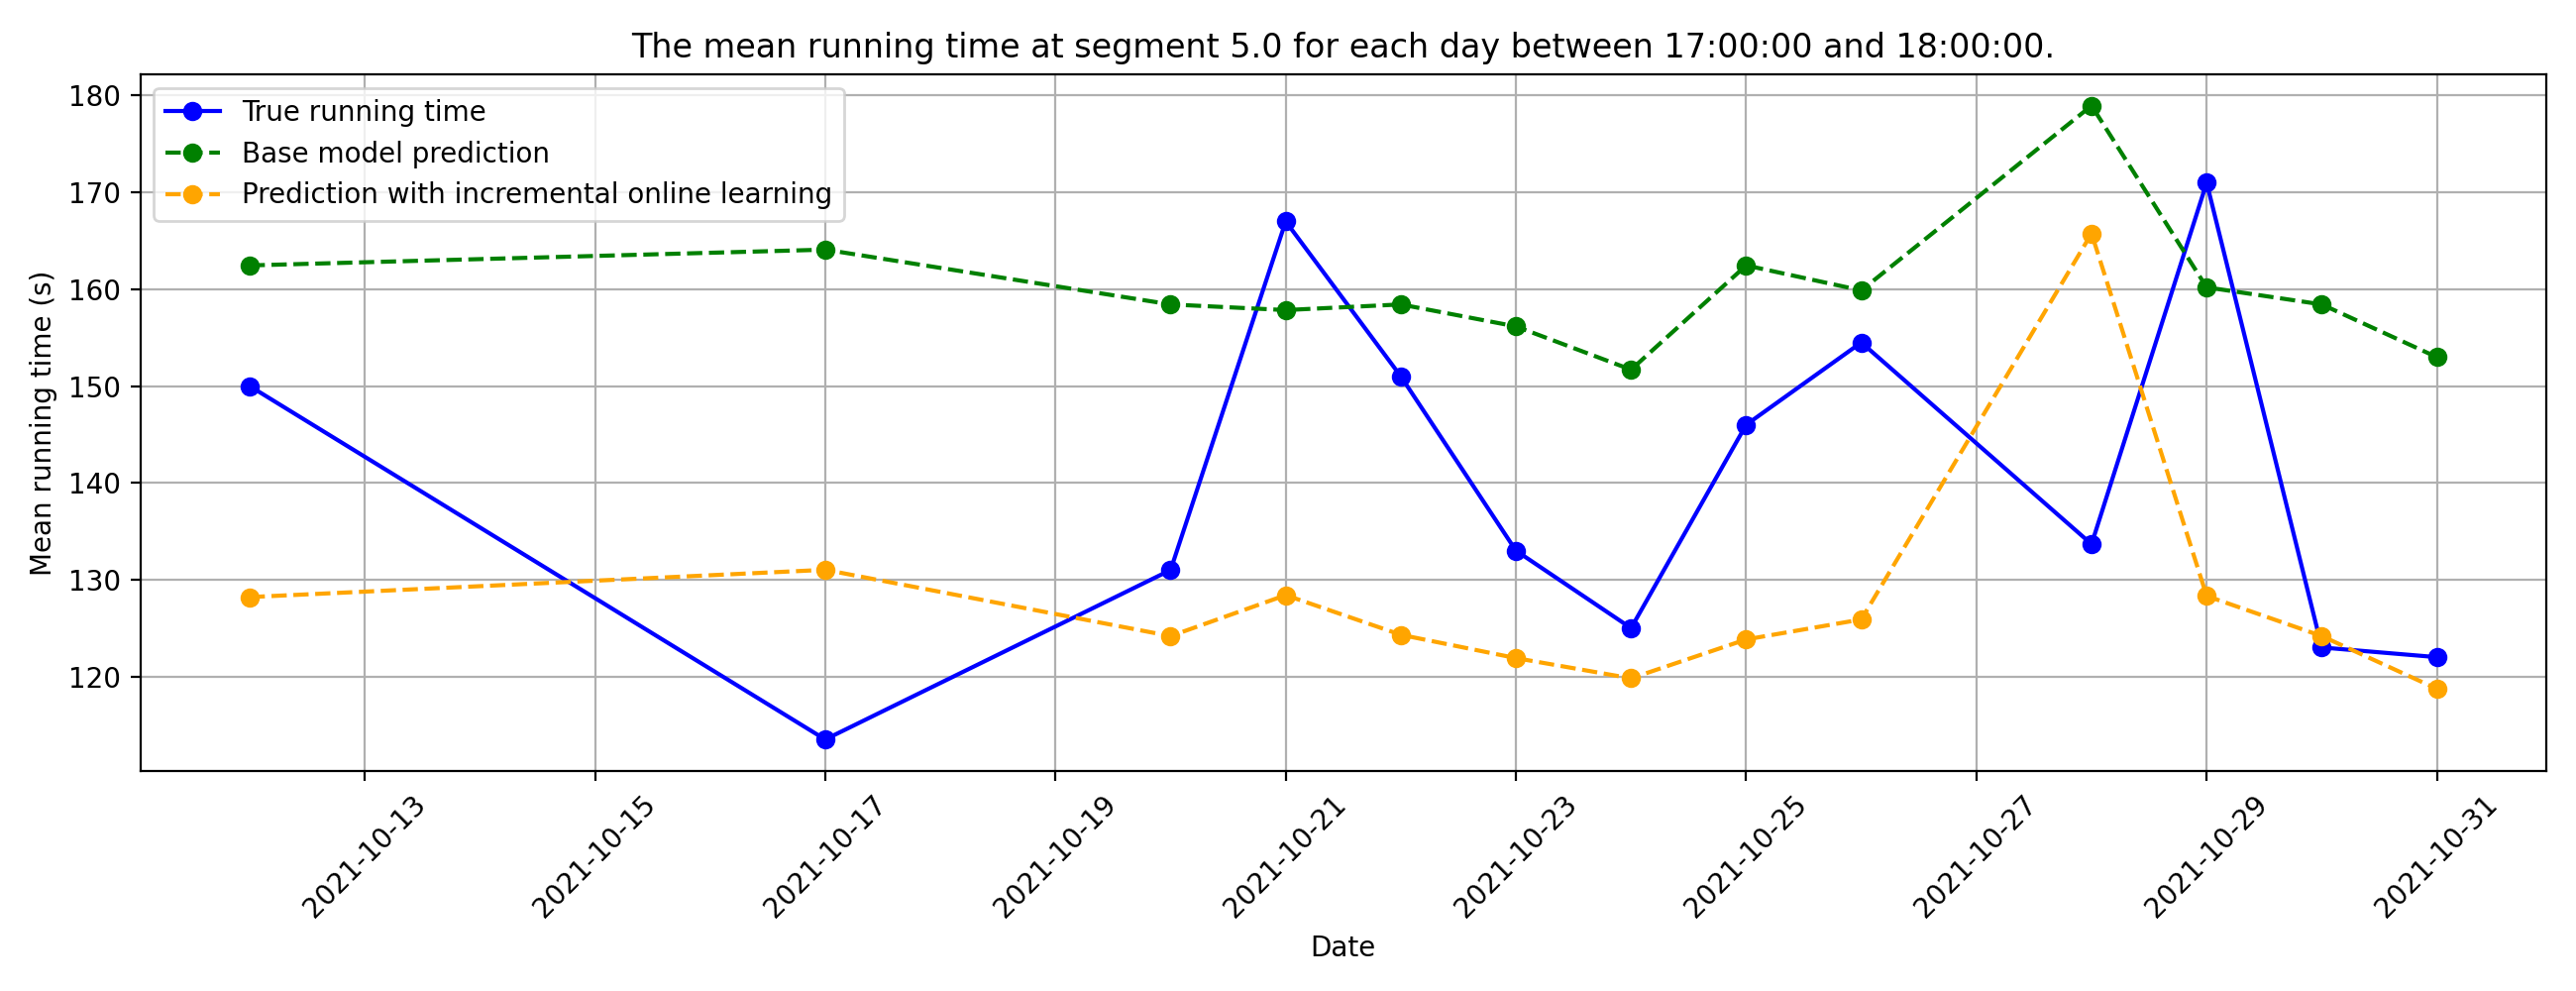 The mean running time at segment 5.0 for each day between 17:00:00 and 18:00:00.
True running time
Base model prediction
Prediction with incremental online learning
Mean running time (s)
180
170
160
150
140
130
120
2021-10-13
2021-10-15
2021-10-17
2021-10-19
2021-10-21
2021-10-23
2021-10-25
2021-10-27
2021-10-29
2021-10-31
Date